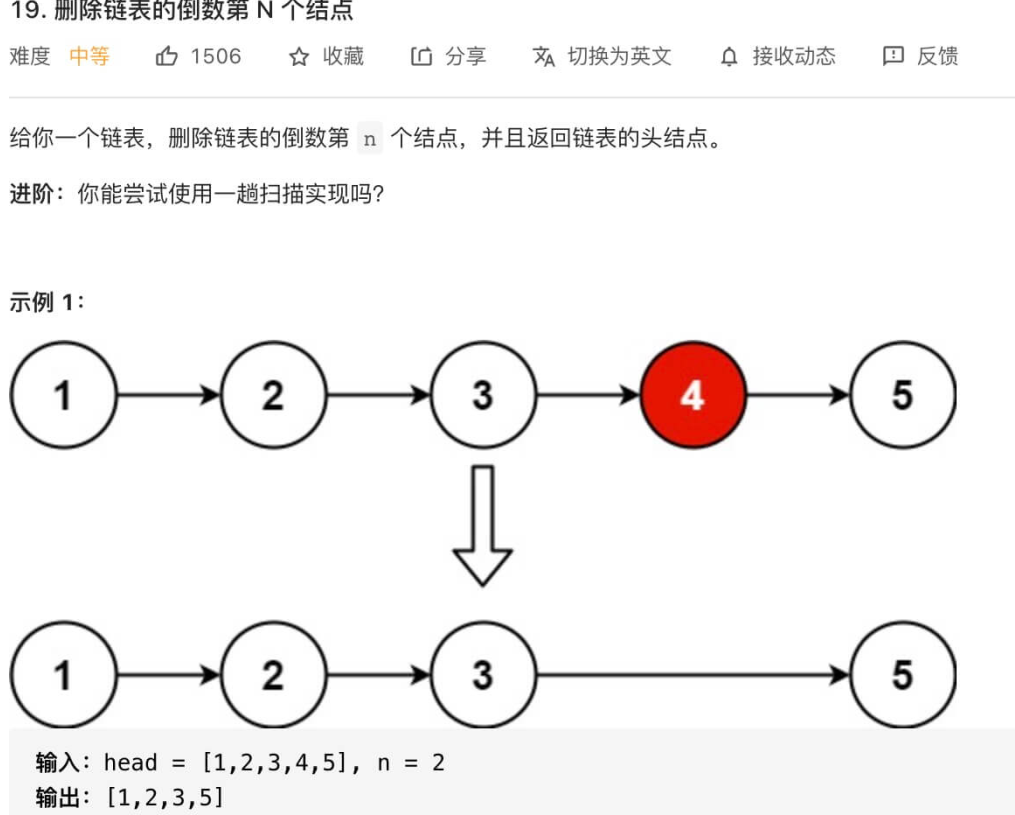 19. 删除链表的倒数第 N 个结点
难度 中等 1506 收藏 分享 切换为英文 接收动态 反馈
给你一个链表，删除链表的倒数第 n 个结点，并且返回链表的头结点。
进阶：你能尝试使用一趟扫描实现吗？
示例 1：
1 2 3 4 5
1 2 3 5
输入：head = [1,2,3,4,5], n = 2
输出：[1,2,3,5]